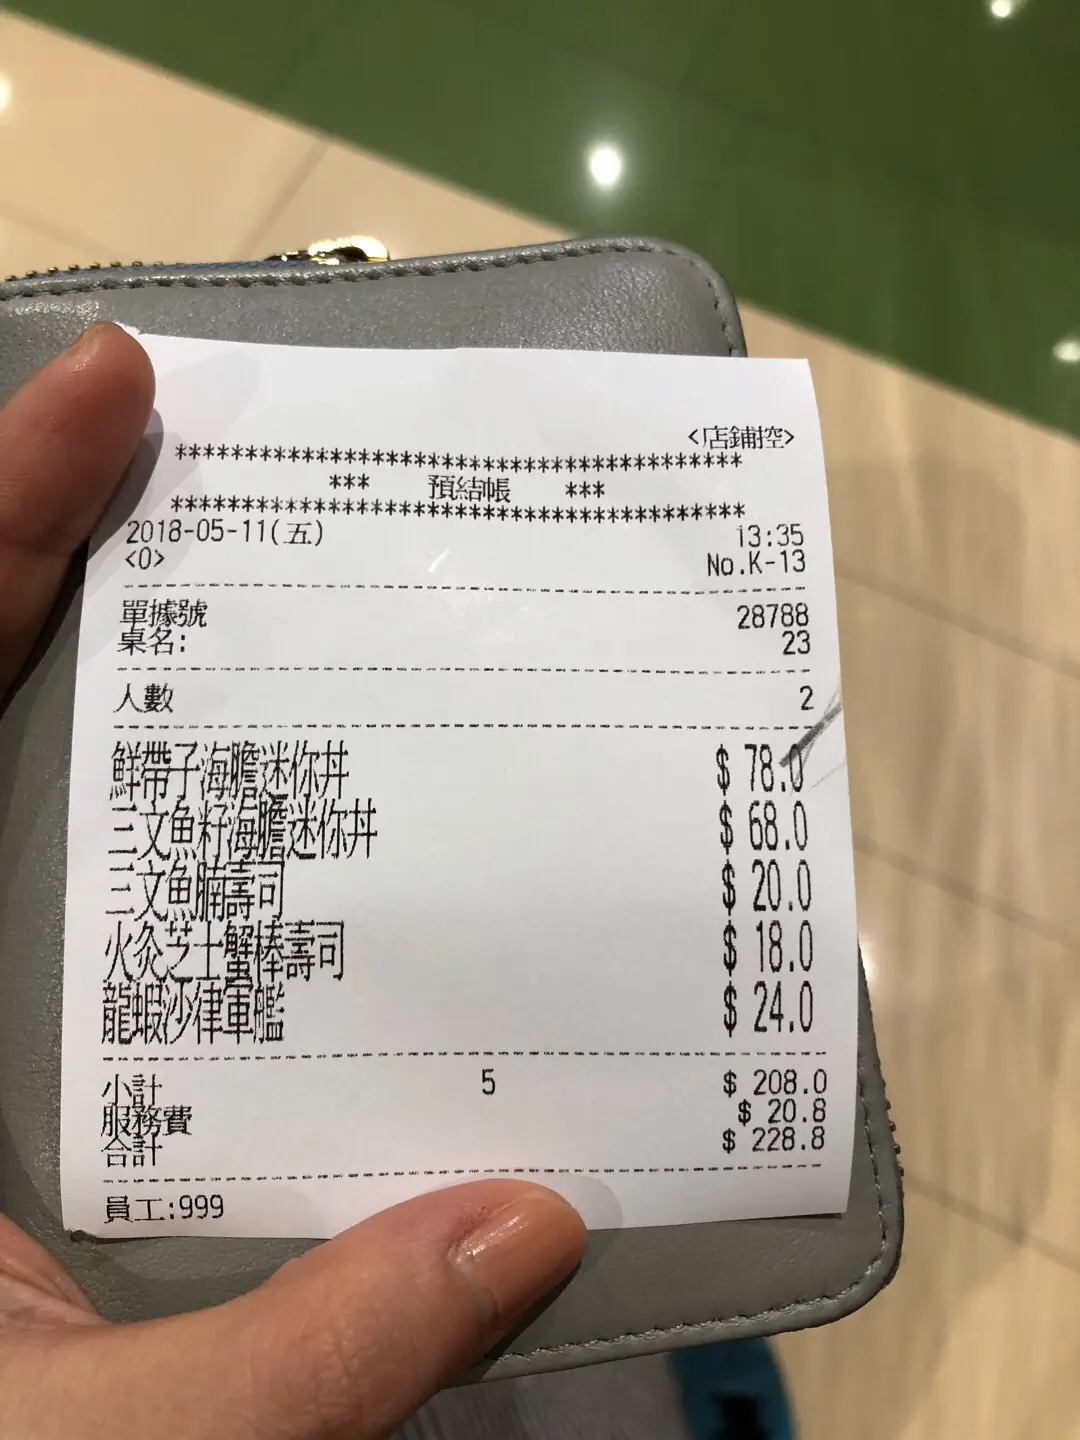 <店鋪控>
*****************************************
*** 預結帳 ***
*****************************************
2018-05-11(五) 13:35
<0> No.K-13
單據號 28788
桌名: 23
人數 2
鮮帶子海膽迷你丼 $ 78.0
三文魚籽海膽迷你丼 $ 68.0
三文魚腩壽司 $ 20.0
火灸芝士蟹棒壽司 $ 18.0
龍蝦沙律軍艦 $ 24.0
小計 5 $ 208.0
服務費 $ 20.8
合計 $ 228.8
員工:999